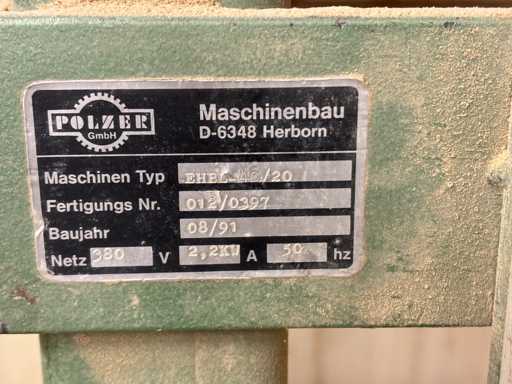 POLZER
GmbH
Maschinenbau
D-6348 Herborn
Maschinen Typ /20
Fertigungs Nr. 012/0397
Baujahr 08/91
Netz 380 V 2,2KW A 50 hz